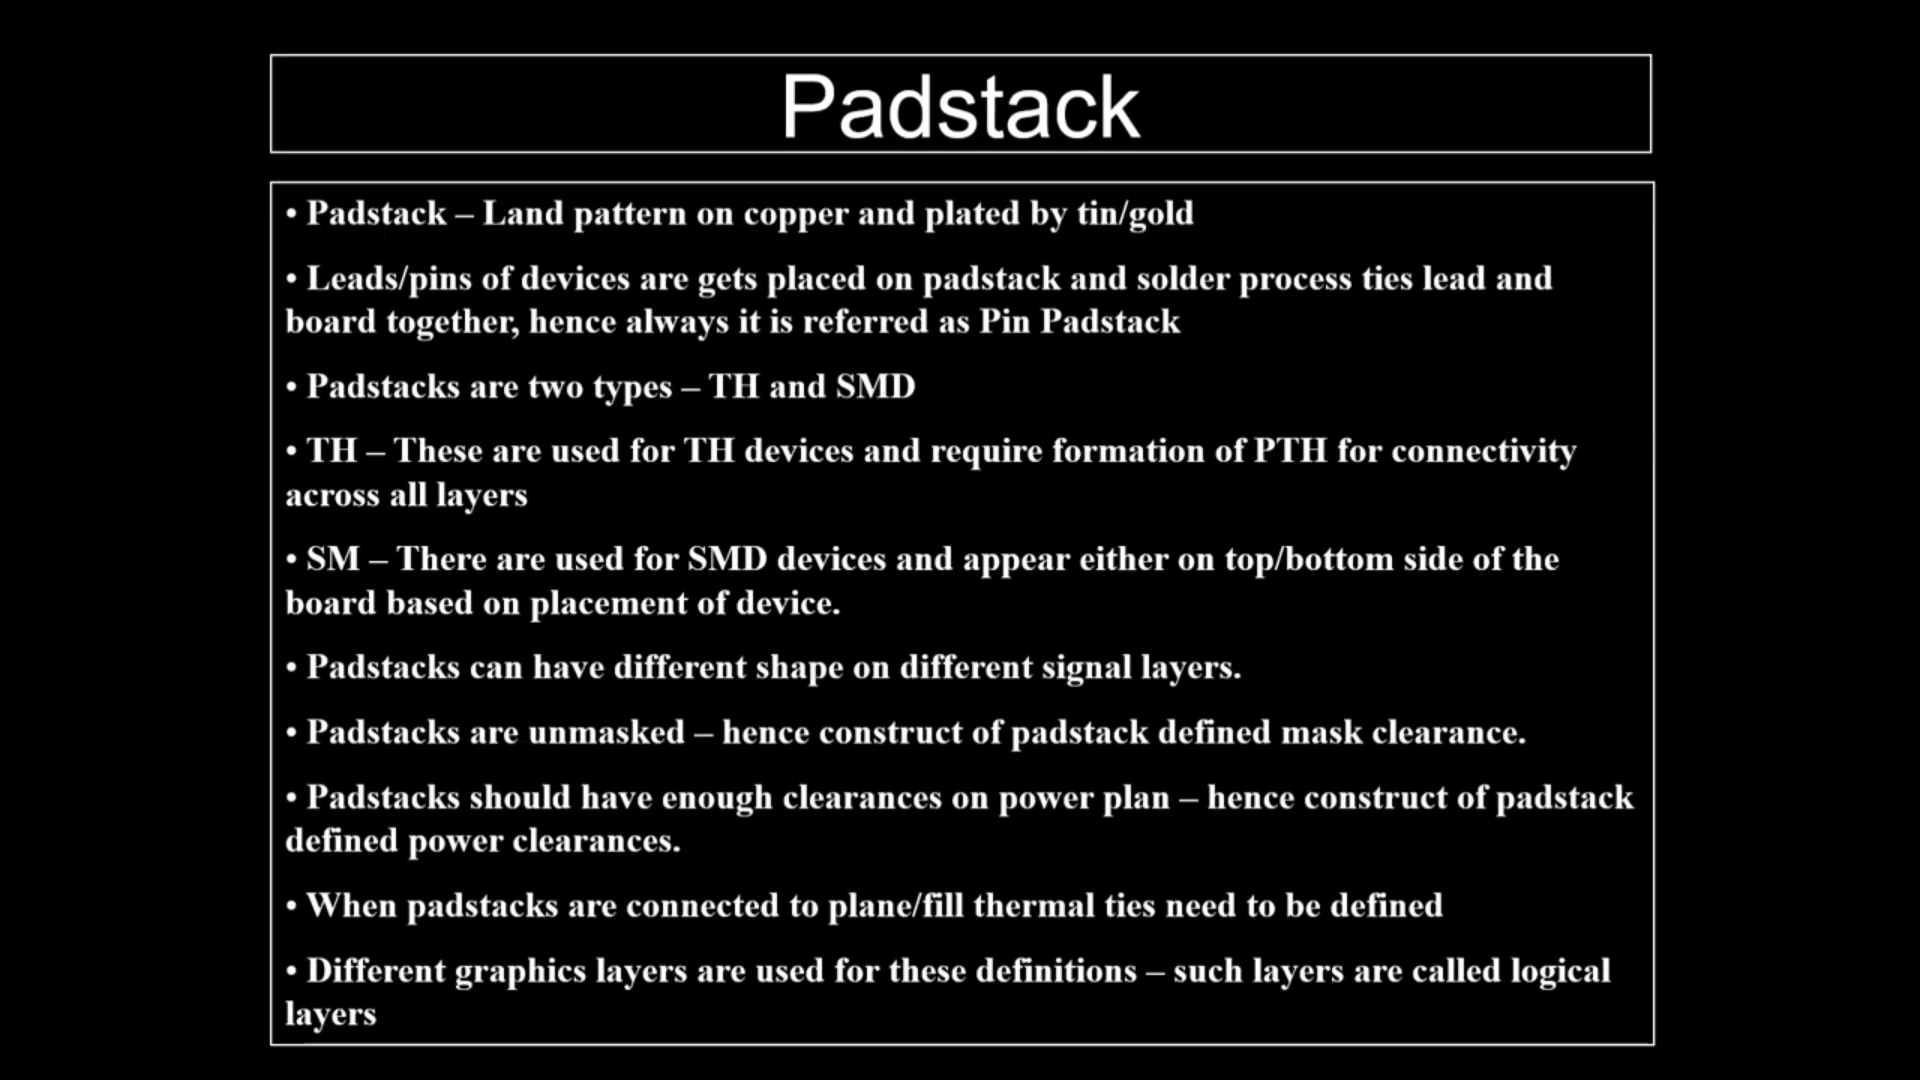 Padstack
• Padstack – Land pattern on copper and plated by tin/gold
• Leads/pins of devices are gets placed on padstack and solder process ties lead and
board together, hence always it is referred as Pin Padstack
• Padstacks are two types – TH and SMD
• TH – These are used for TH devices and require formation of PTH for connectivity
across all layers
• SM – There are used for SMD devices and appear either on top/bottom side of the
board based on placement of device.
• Padstacks can have different shape on different signal layers.
• Padstacks are unmasked – hence construct of padstack defined mask clearance.
• Padstacks should have enough clearances on power plan – hence construct of padstack
defined power clearances.
• When padstacks are connected to plane/fill thermal ties need to be defined
• Different graphics layers are used for these definitions – such layers are called logical
layers